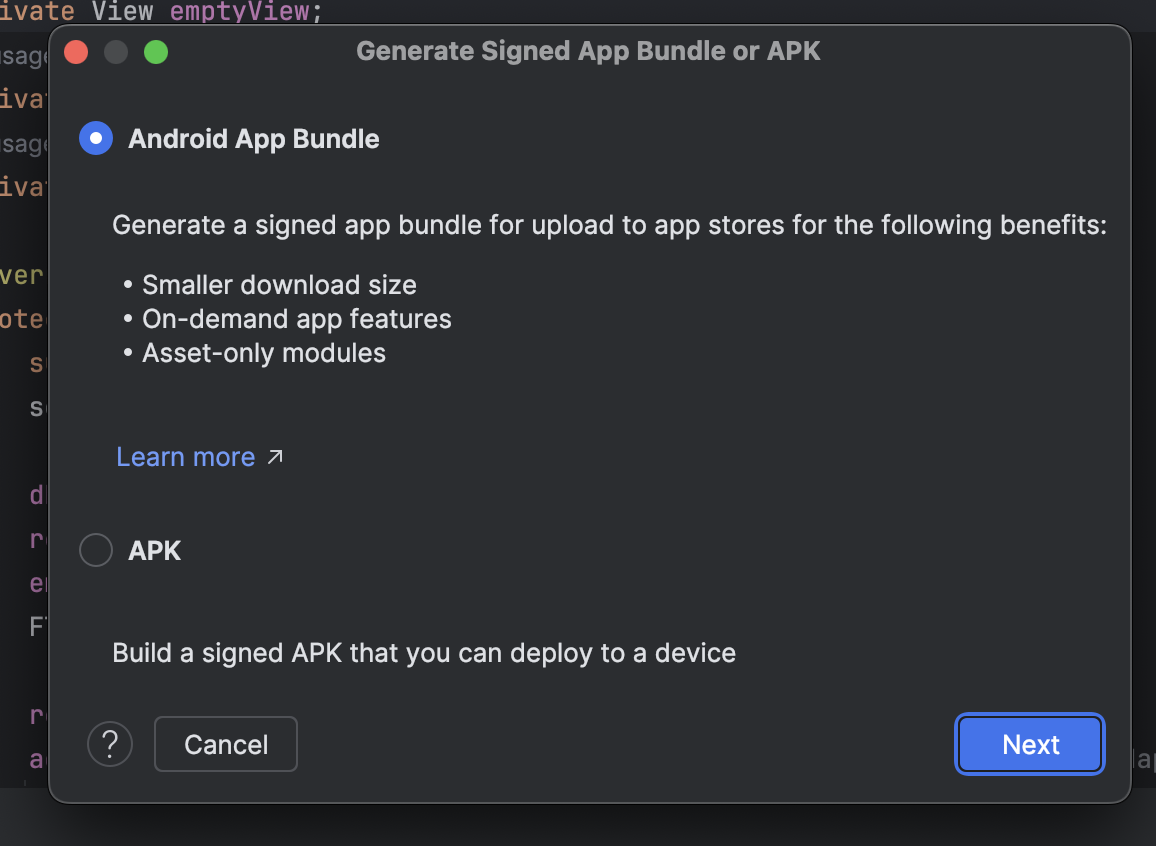 ivate View emptyView;
Generate Signed App Bundle or APK
Android App Bundle
Generate a signed app bundle for upload to app stores for the following benefits:
• Smaller download size
• On-demand app features
• Asset-only modules
Learn more ↗
APK
Build a signed APK that you can deploy to a device
? Cancel Next